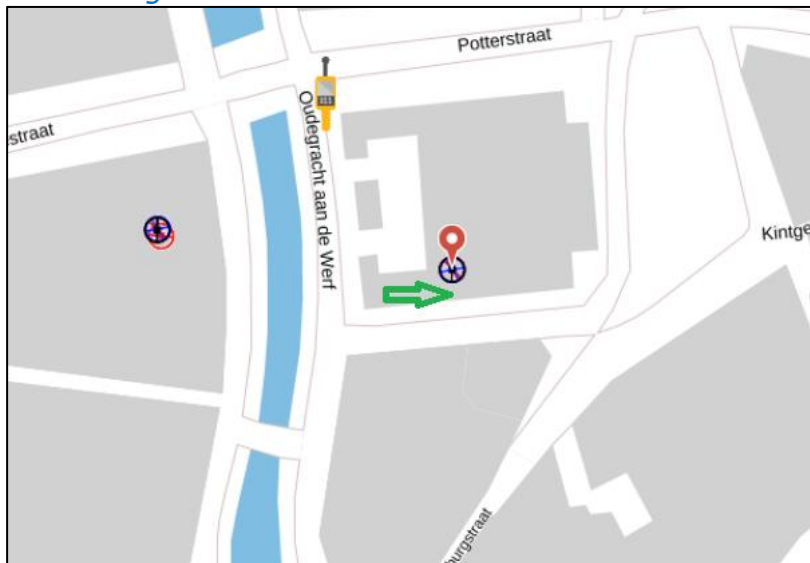 Potterstraat
straat
Oudegracht aan de Werf
Kintge
burgstraat